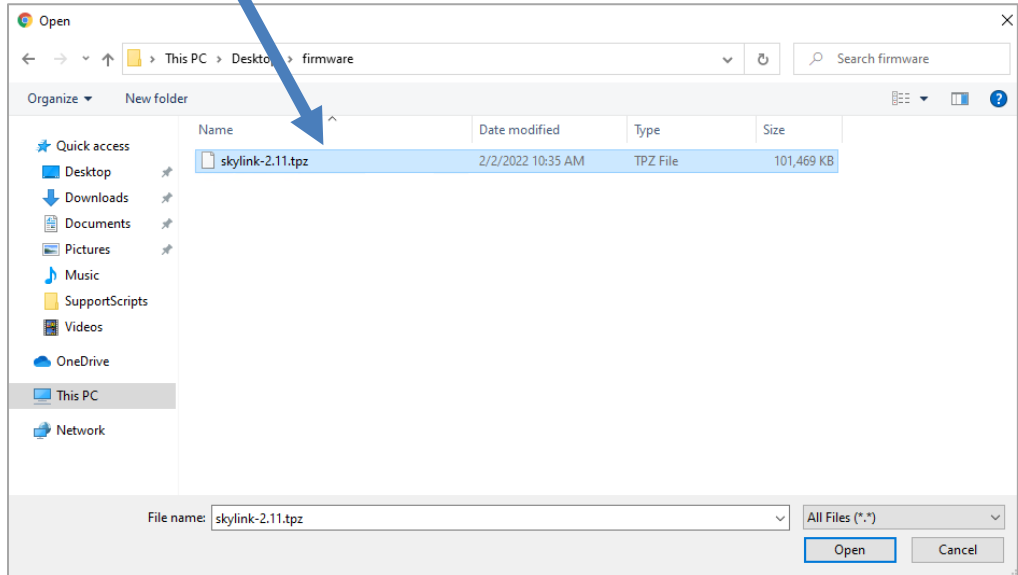 Open
This PC > Desktop > firmware
Search firmware
Organize
New folder
Name
Date modified
Type
Size
skylink-2.11.tpz
2/2/2022 10:35 AM
TPZ File
101,469 KB
Quick access
Desktop
Downloads
Documents
Pictures
Music
SupportScripts
Videos
OneDrive
This PC
Network
File name:
skylink-2.11.tpz
All Files (*.*)
Open
Cancel